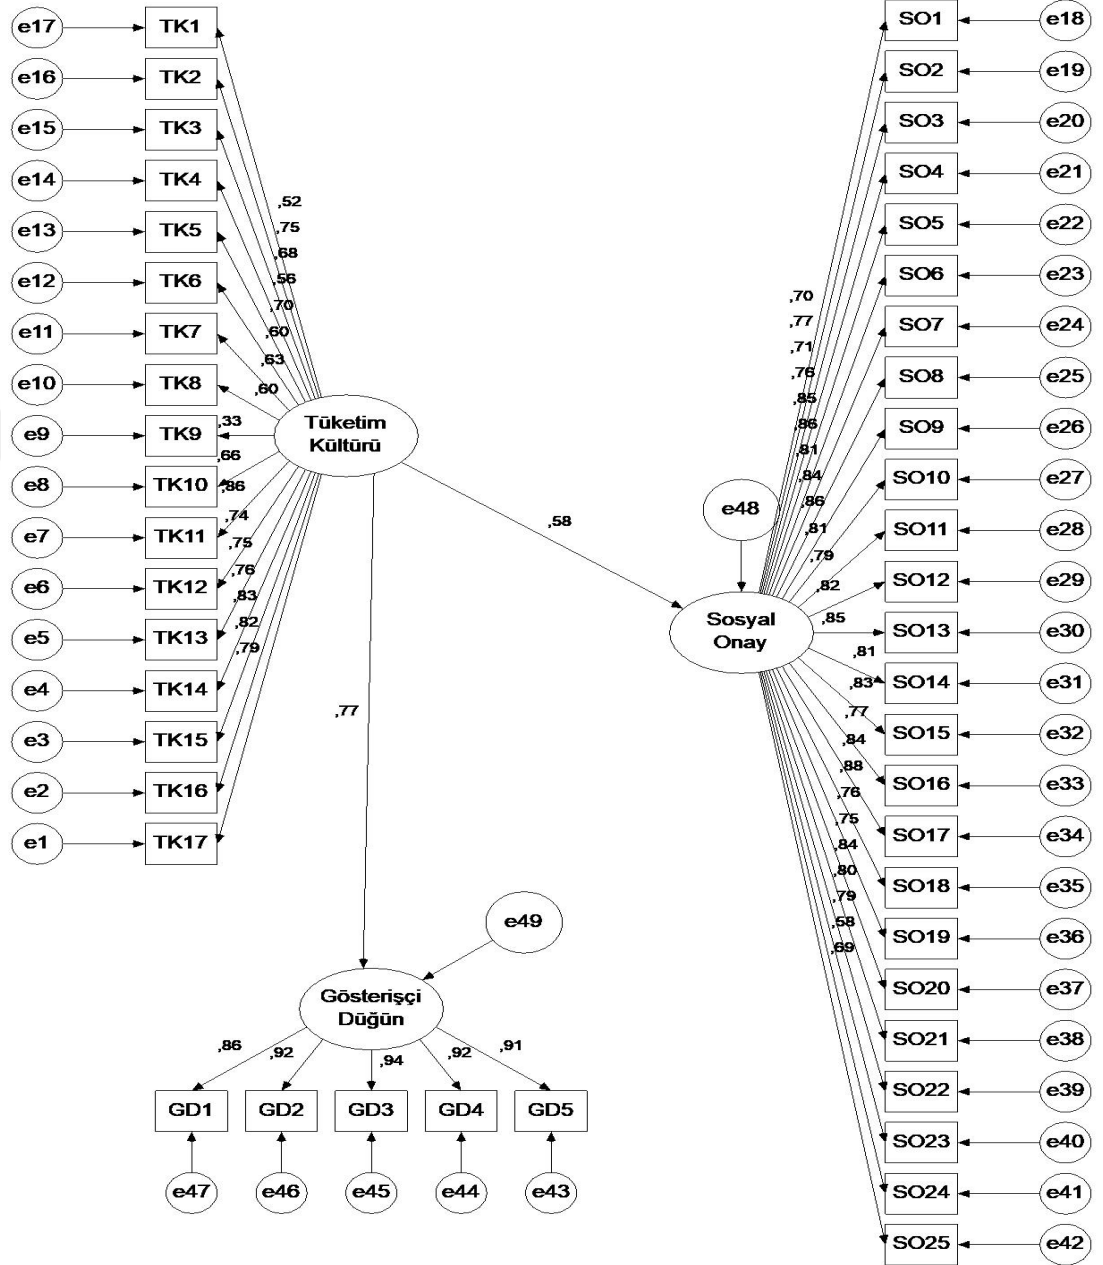 e17 TK1
e16 TK2
e15 TK3
e14 TK4
e13 TK5
e12 TK6
e11 TK7
e10 TK8
e9 TK9
e8 TK10
e7 TK11
e6 TK12
e5 TK13
e4 TK14
e3 TK15
e2 TK16
e1 TK17
,52
,75
,68
,56
,70
,60
,63
,60
,33
,66
,86
,74
,75
,76
,83
,82
,79
Tüketim
Kültürü
,58
,77
e48
Sosyal
Onay
,70
,77
,71
,76
,85
,86
,81
,84
,86
,81
,79
,82
,85
,81
,83
,77
,84
,88
,76
,75
,84
,80
,79
,58
,69
SO1 e18
SO2 e19
SO3 e20
SO4 e21
SO5 e22
SO6 e23
SO7 e24
SO8 e25
SO9 e26
SO10 e27
SO11 e28
SO12 e29
SO13 e30
SO14 e31
SO15 e32
SO16 e33
SO17 e34
SO18 e35
SO19 e36
SO20 e37
SO21 e38
SO22 e39
SO23 e40
SO24 e41
SO25 e42
e49
Gösterişçi
Düğün
,86 ,92 ,94 ,92 ,91
GD1 GD2 GD3 GD4 GD5
e47 e46 e45 e44 e43